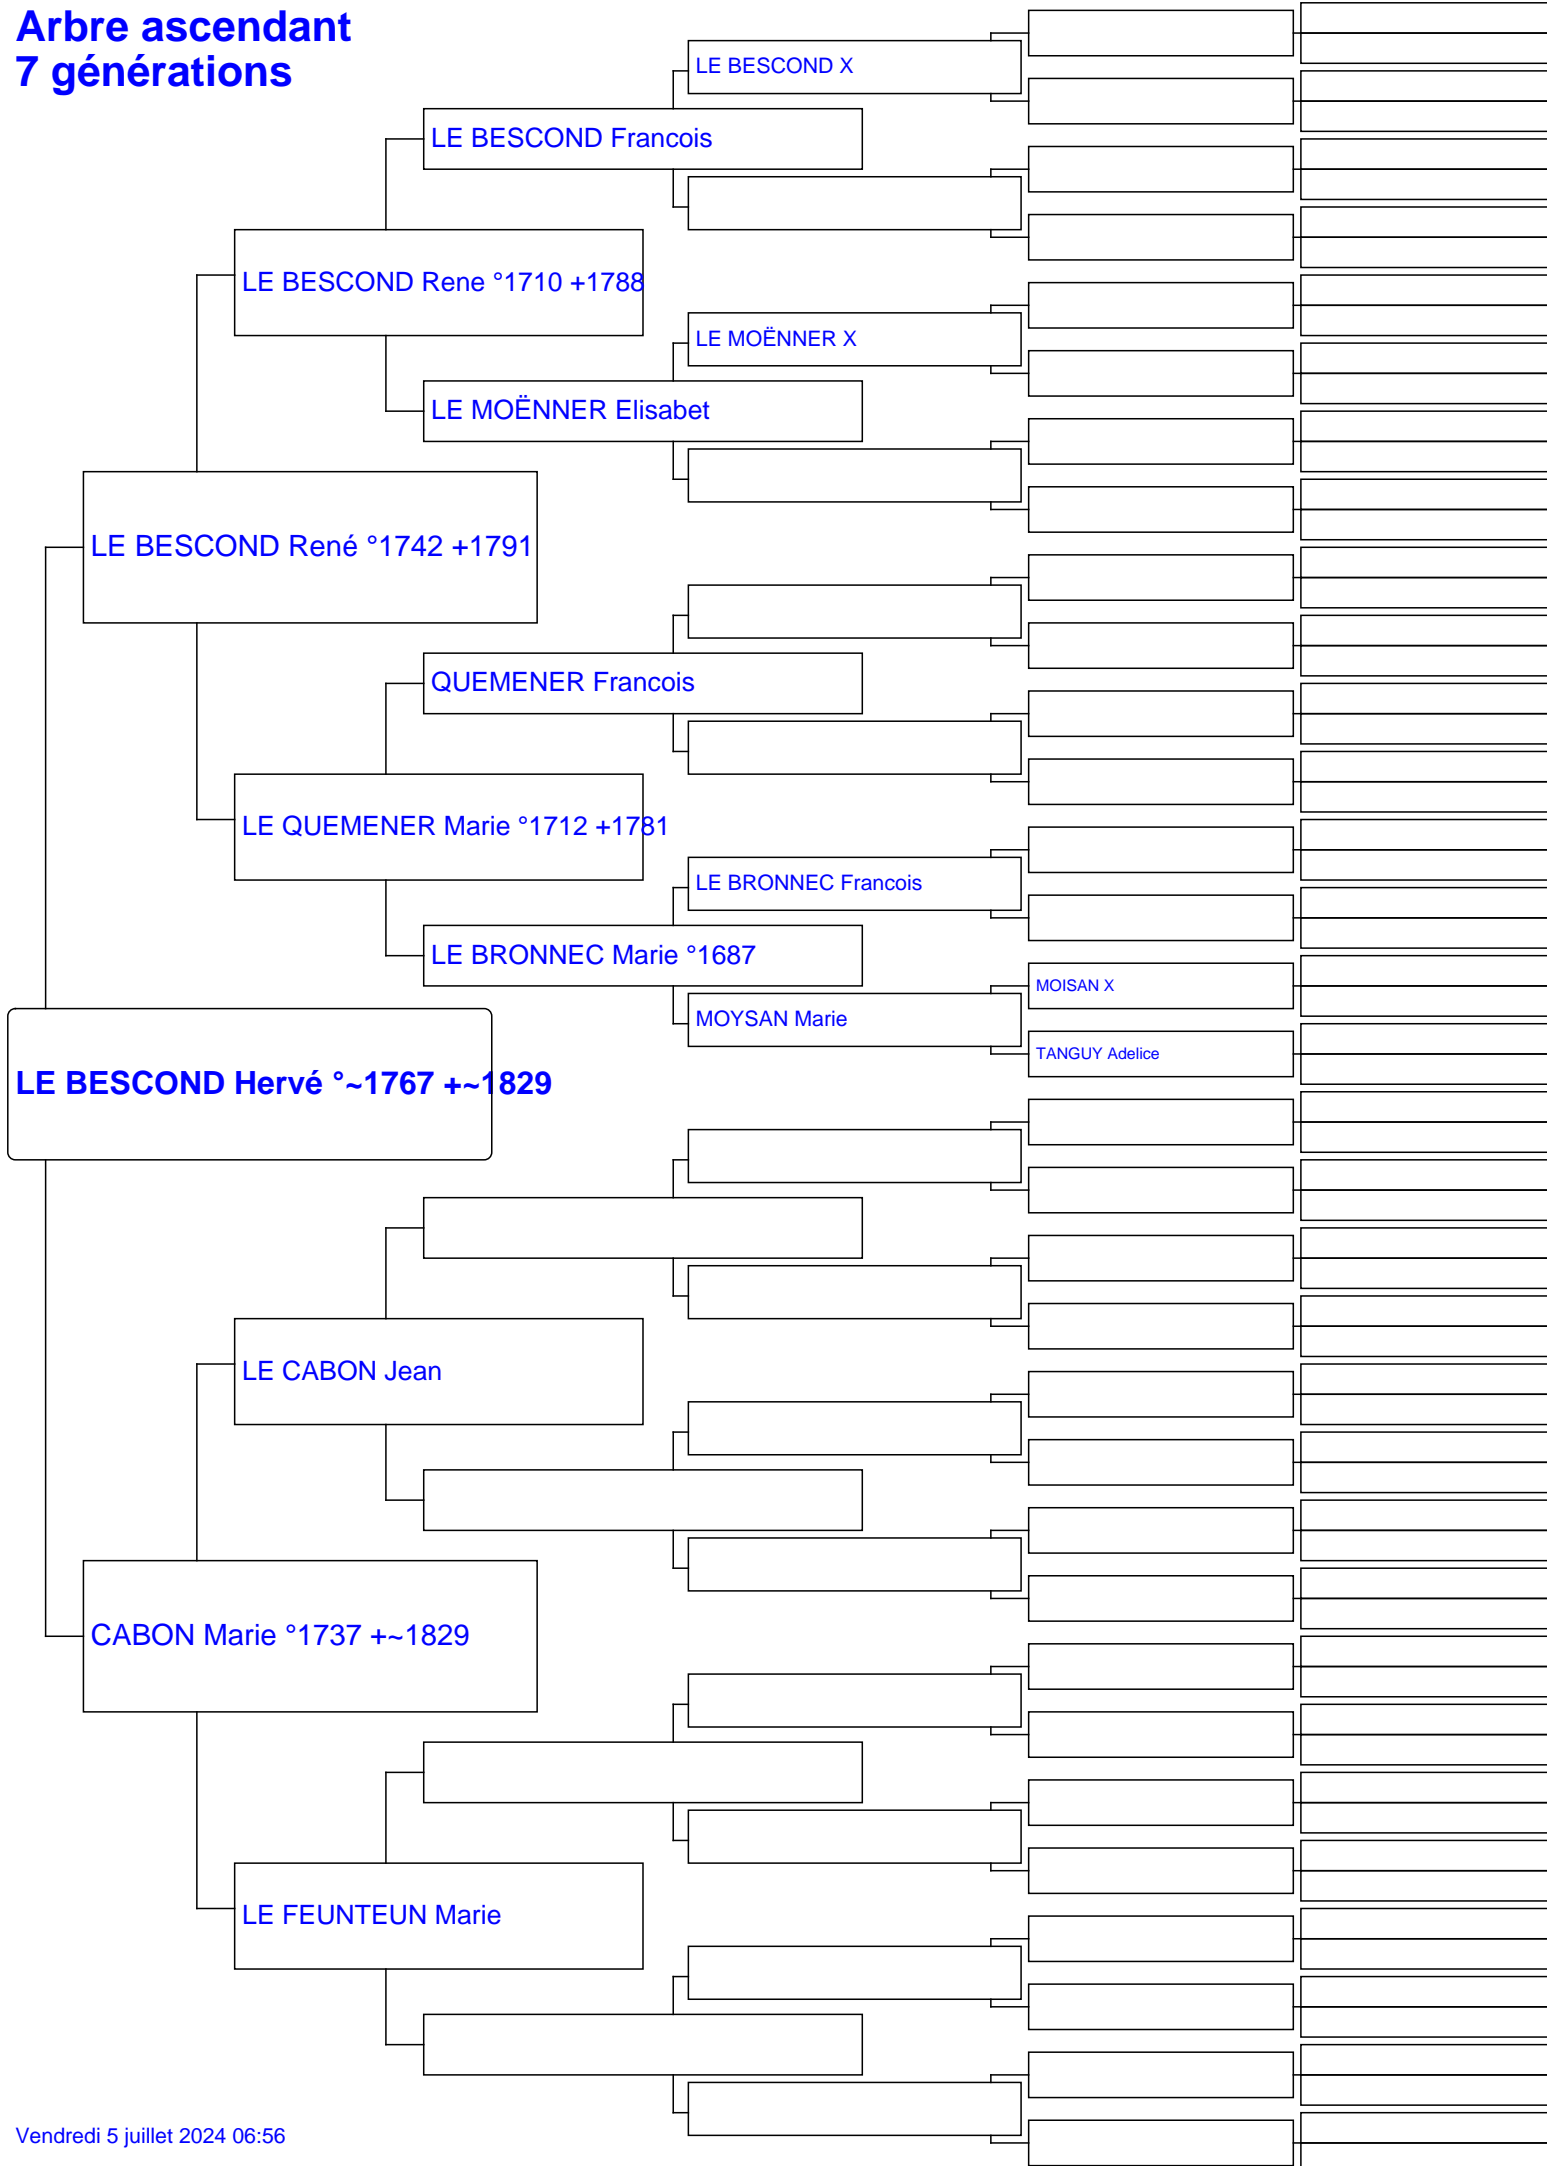 Arbre ascendant
7 générations
LE BESCOND X
LE BESCOND Francois
LE BESCOND Rene °1710 +1788
LE MOËNNER X
LE MOËNNER Elisabet
LE BESCOND René °1742 +1791
QUEMENER Francois
LE QUEMENER Marie °1712 +1781
LE BRONNEC Francois
LE BRONNEC Marie °1687
MOISAN X
MOYSAN Marie
TANGUY Adelice
LE BESCOND Hervé °~1767 +~1829
LE CABON Jean
CABON Marie °1737 +~1829
LE FEUNTEUN Marie
Vendredi 5 juillet 2024 06:56